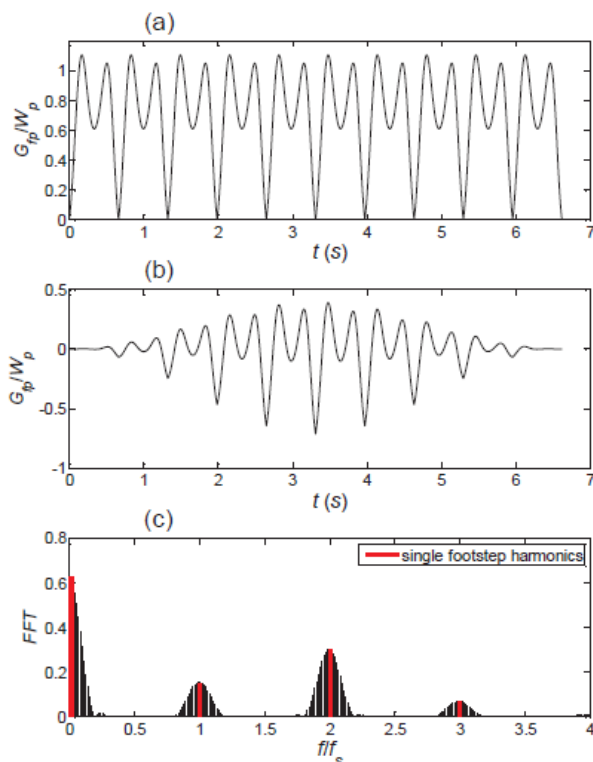 (a)
G_fp/W_p
1
0.8
0.6
0.4
0.2
0
0 1 2 3 4 5 6 7
t (s)
(b)
G_fp/W_p
0.5
0
-0.5
-1
0 1 2 3 4 5 6 7
t (s)
(c)
FFT
0.8
0.6
0.4
0.2
0
single footstep harmonics
0 0.5 1 1.5 2 2.5 3 3.5 4
f/f_s